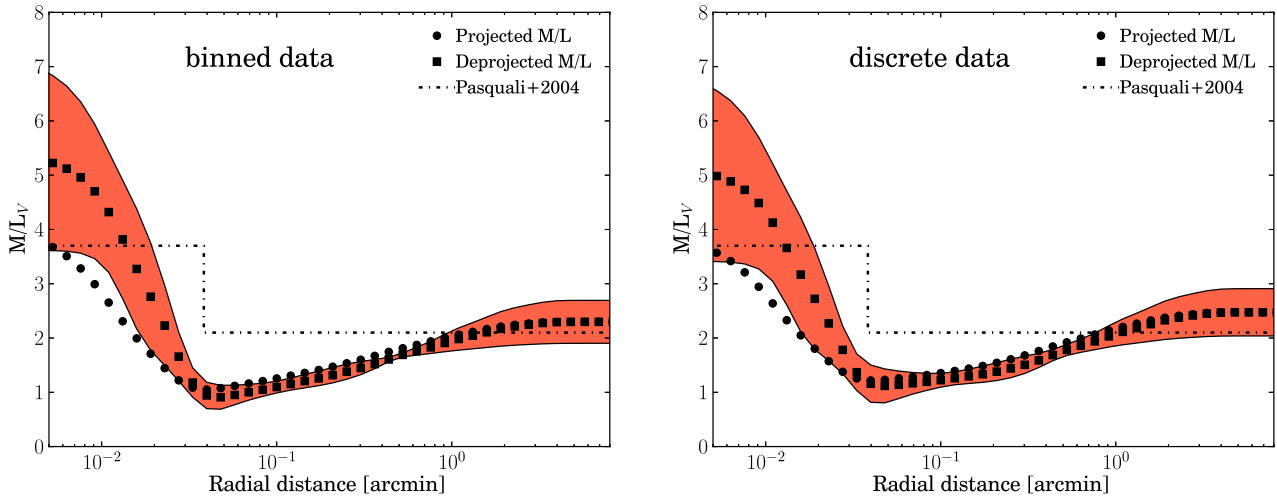 binned data
Projected M/L
Deprojected M/L
Pasquali+2004
M/L_V
8
7
6
5
4
3
2
1
0
10^{-2}
10^{-1}
10^{0}
Radial distance [arcmin]
discrete data
Projected M/L
Deprojected M/L
Pasquali+2004
M/L_V
8
7
6
5
4
3
2
1
0
10^{-2}
10^{-1}
10^{0}
Radial distance [arcmin]